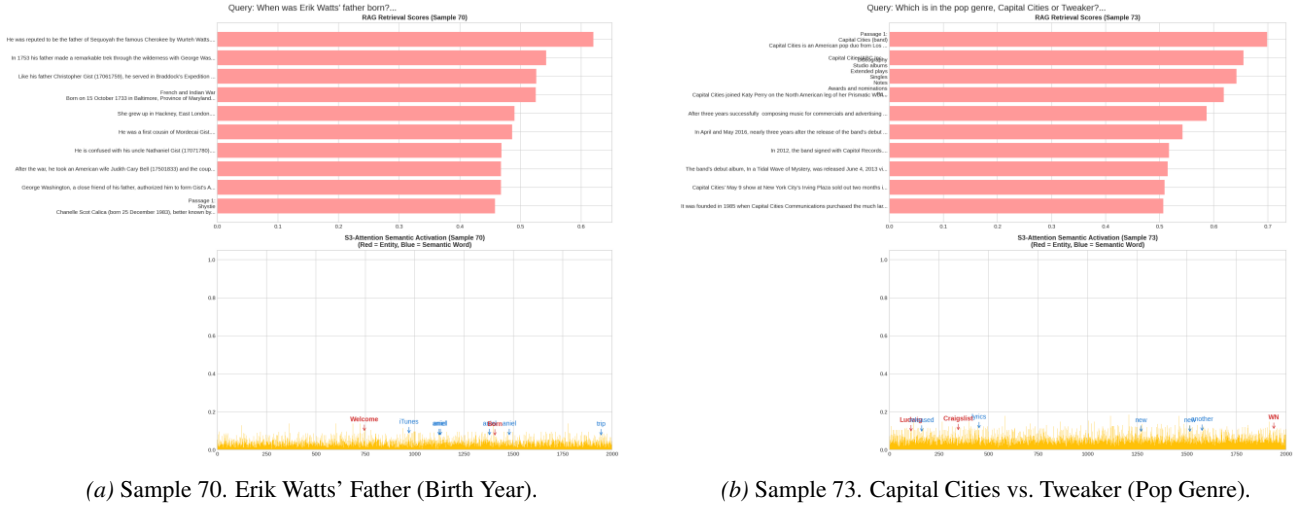 Query: When was Erik Watts' father born?...
RAG Retrieval Scores (Sample 70)
He was reputed to be the father of Sequoyah the famous Cherokee by Wurteh Watts....
In 1753 his father made a remarkable trek through the wilderness with George Was...
Like his father Christopher Gist (17061759), he served in Braddock's Expedition ...
French and Indian War
Born on 15 October 1733 in Baltimore, Province of Maryland...
She grew up in Hackney, East London....
He was a first cousin of Mordecai Gist....
He is confused with his uncle Nathaniel Gist (17071780)....
After the war, he took an American wife Judith Cary Bell (17501833) and the coup...
George Washington, a close friend of his father, authorized him to form Gist's A...
Passage 1:
Shystie
Chanelle Scot Calica (born 25 December 1983), better known by...
0.0 0.1 0.2 0.3 0.4 0.5 0.6
S3-Attention Semantic Activation (Sample 70)
(Red = Entity, Blue = Semantic Word)
1.0
0.8
0.6
0.4
0.2
0.0
Welcome iTunes amel trip
0 250 500 750 1000 1250 1500 1750 2000
(a) Sample 70. Erik Watts' Father (Birth Year).
Query: Which is in the pop genre, Capital Cities or Tweaker?...
RAG Retrieval Scores (Sample 73)
Passage 1:
Capital Cities (band)
Capital Cities is an American pop duo from Los ...
Studio albums
Extended plays
Singles
Notes
Awards and nominations
Capital Cities joined Katy Perry on the North American leg of her Prismatic
After three years successfully composing music for commercials and advertising ...
In April and May 2016, nearly three years after the release of the band's debut ...
In 2012, the band signed with Capitol Records....
The band's debut album, In a Tidal Wave of Mystery, was released June 4, 2013 vi...
Capital Cities' May 9 show at New York City's Irving Plaza sold out two months i...
It was founded in 1985 when Capital Cities Communications purchased the much lar...
0.0 0.1 0.2 0.3 0.4 0.5 0.6 0.7
S3-Attention Semantic Activation (Sample 73)
(Red = Entity, Blue = Semantic Word)
1.0
0.8
0.6
0.4
0.2
0.0
Craigslist new new another WN
0 250 500 750 1000 1250 1500 1750 2000
(b) Sample 73. Capital Cities vs. Tweaker (Pop Genre).